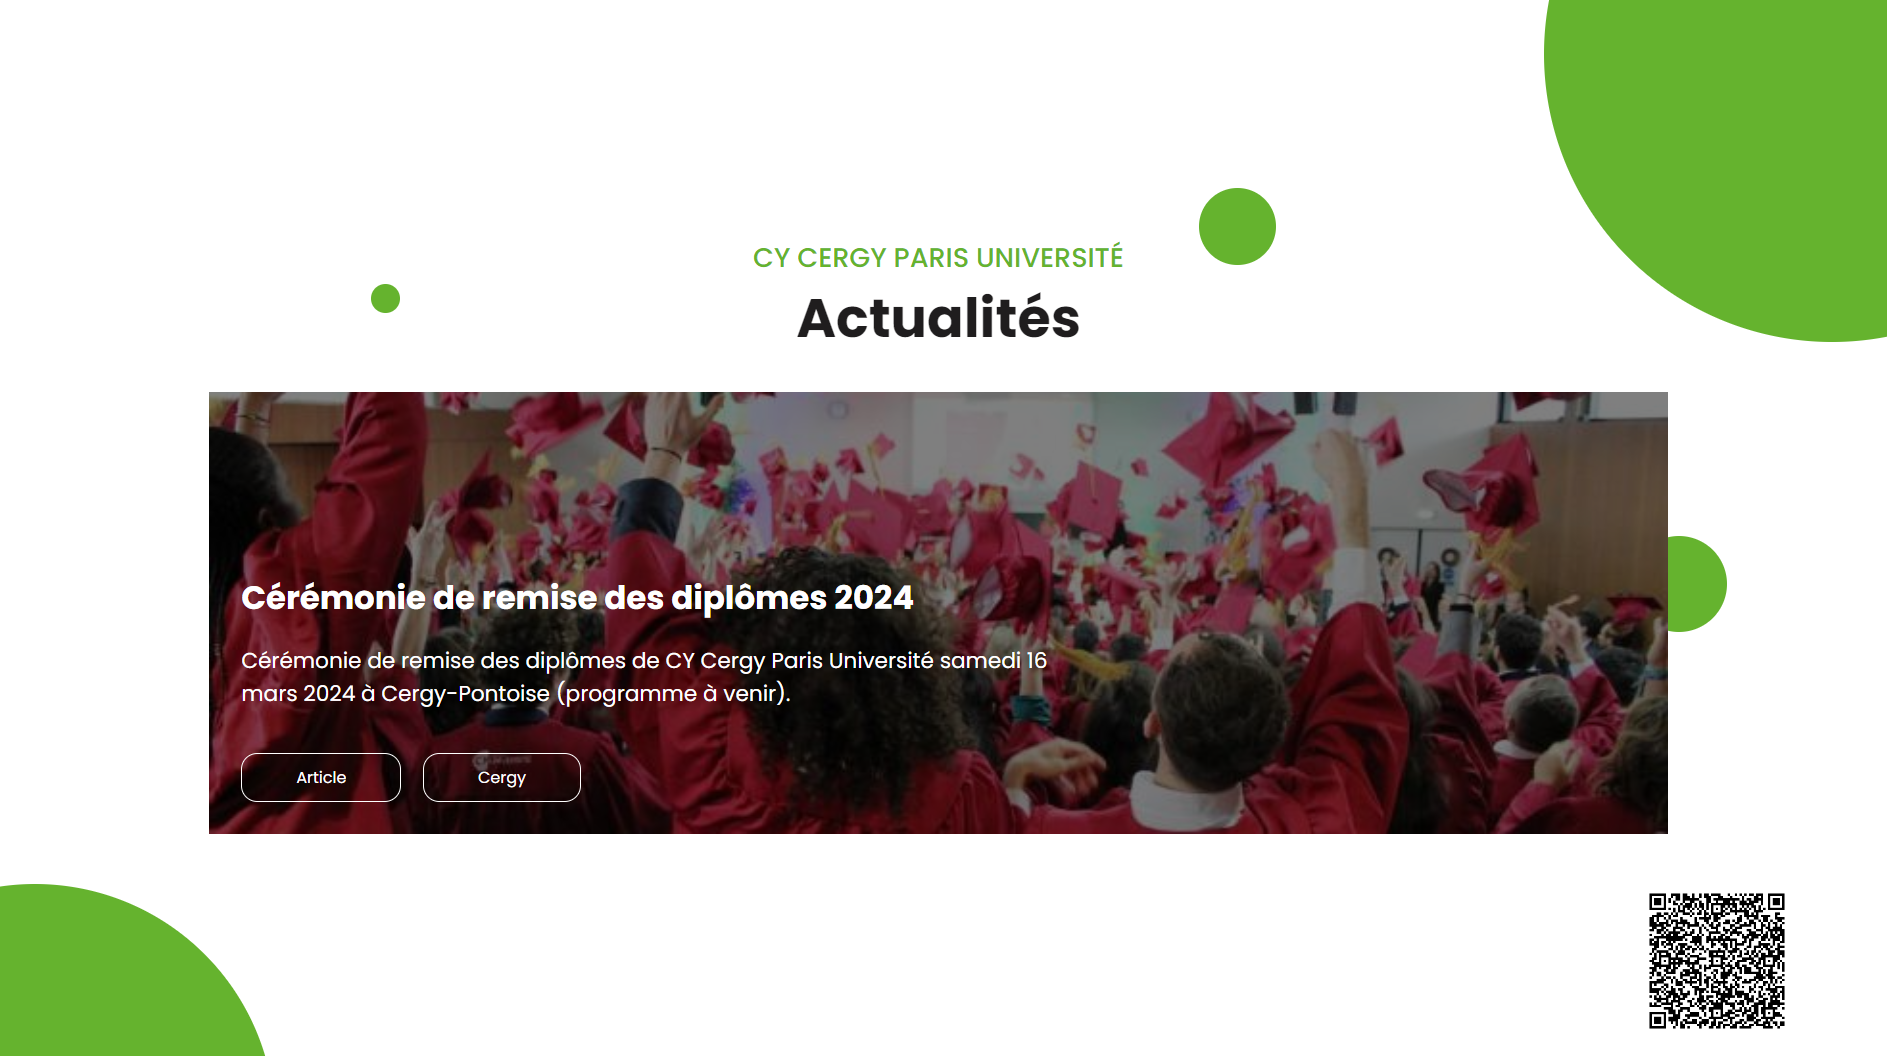 CY CERGY PARIS UNIVERSITÉ
Actualités
Cérémonie de remise des diplômes 2024
Cérémonie de remise des diplômes de CY Cergy Paris Université samedi 16
mars 2024 à Cergy-Pontoise (programme à venir).
Article
Cergy